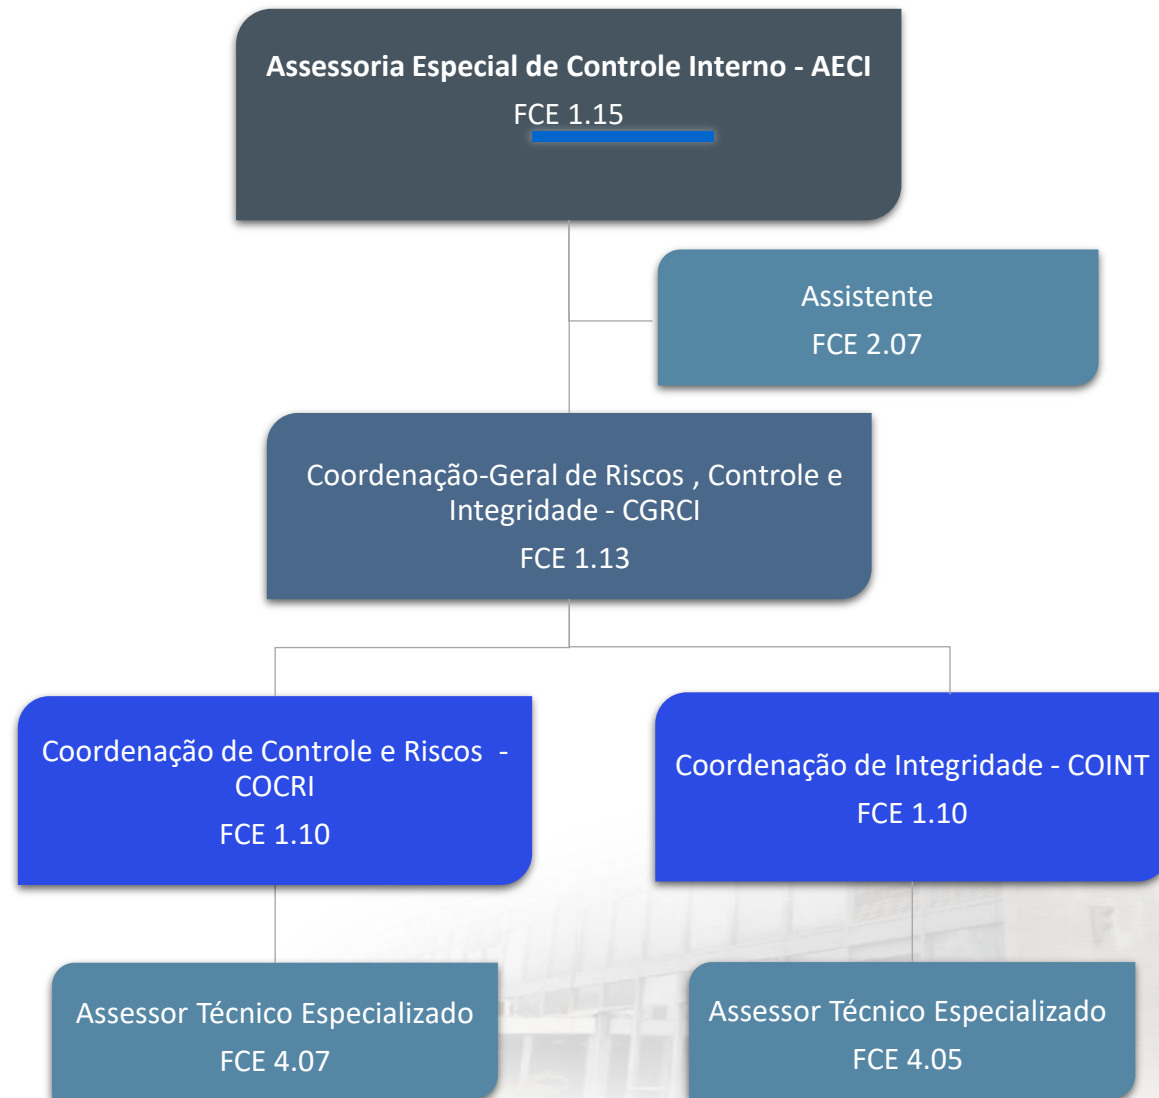 Assessoria Especial de Controle Interno - AECI
FCE 1.15
Assistente
FCE 2.07
Coordenação-Geral de Riscos , Controle e
Integridade - CGRCI
FCE 1.13
Coordenação de Controle e Riscos -
COCRI
FCE 1.10
Coordenação de Integridade - COINT
FCE 1.10
Assessor Técnico Especializado
FCE 4.07
Assessor Técnico Especializado
FCE 4.05